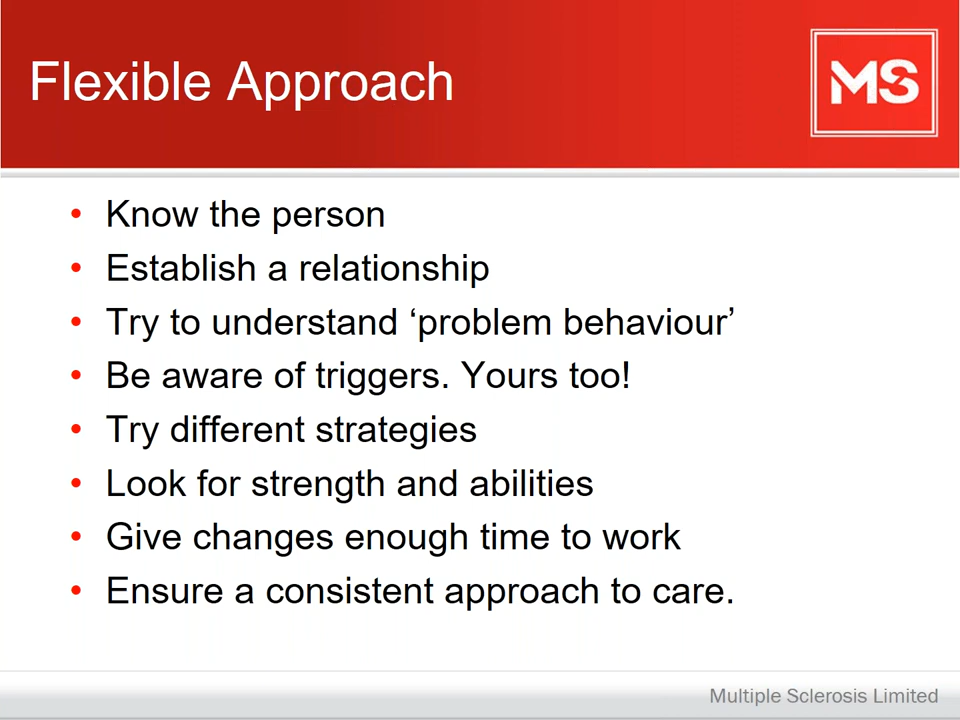 Flexible Approach
MS
• Know the person
• Establish a relationship
• Try to understand ‘problem behaviour’
• Be aware of triggers. Yours too!
• Try different strategies
• Look for strength and abilities
• Give changes enough time to work
• Ensure a consistent approach to care.
Multiple Sclerosis Limited